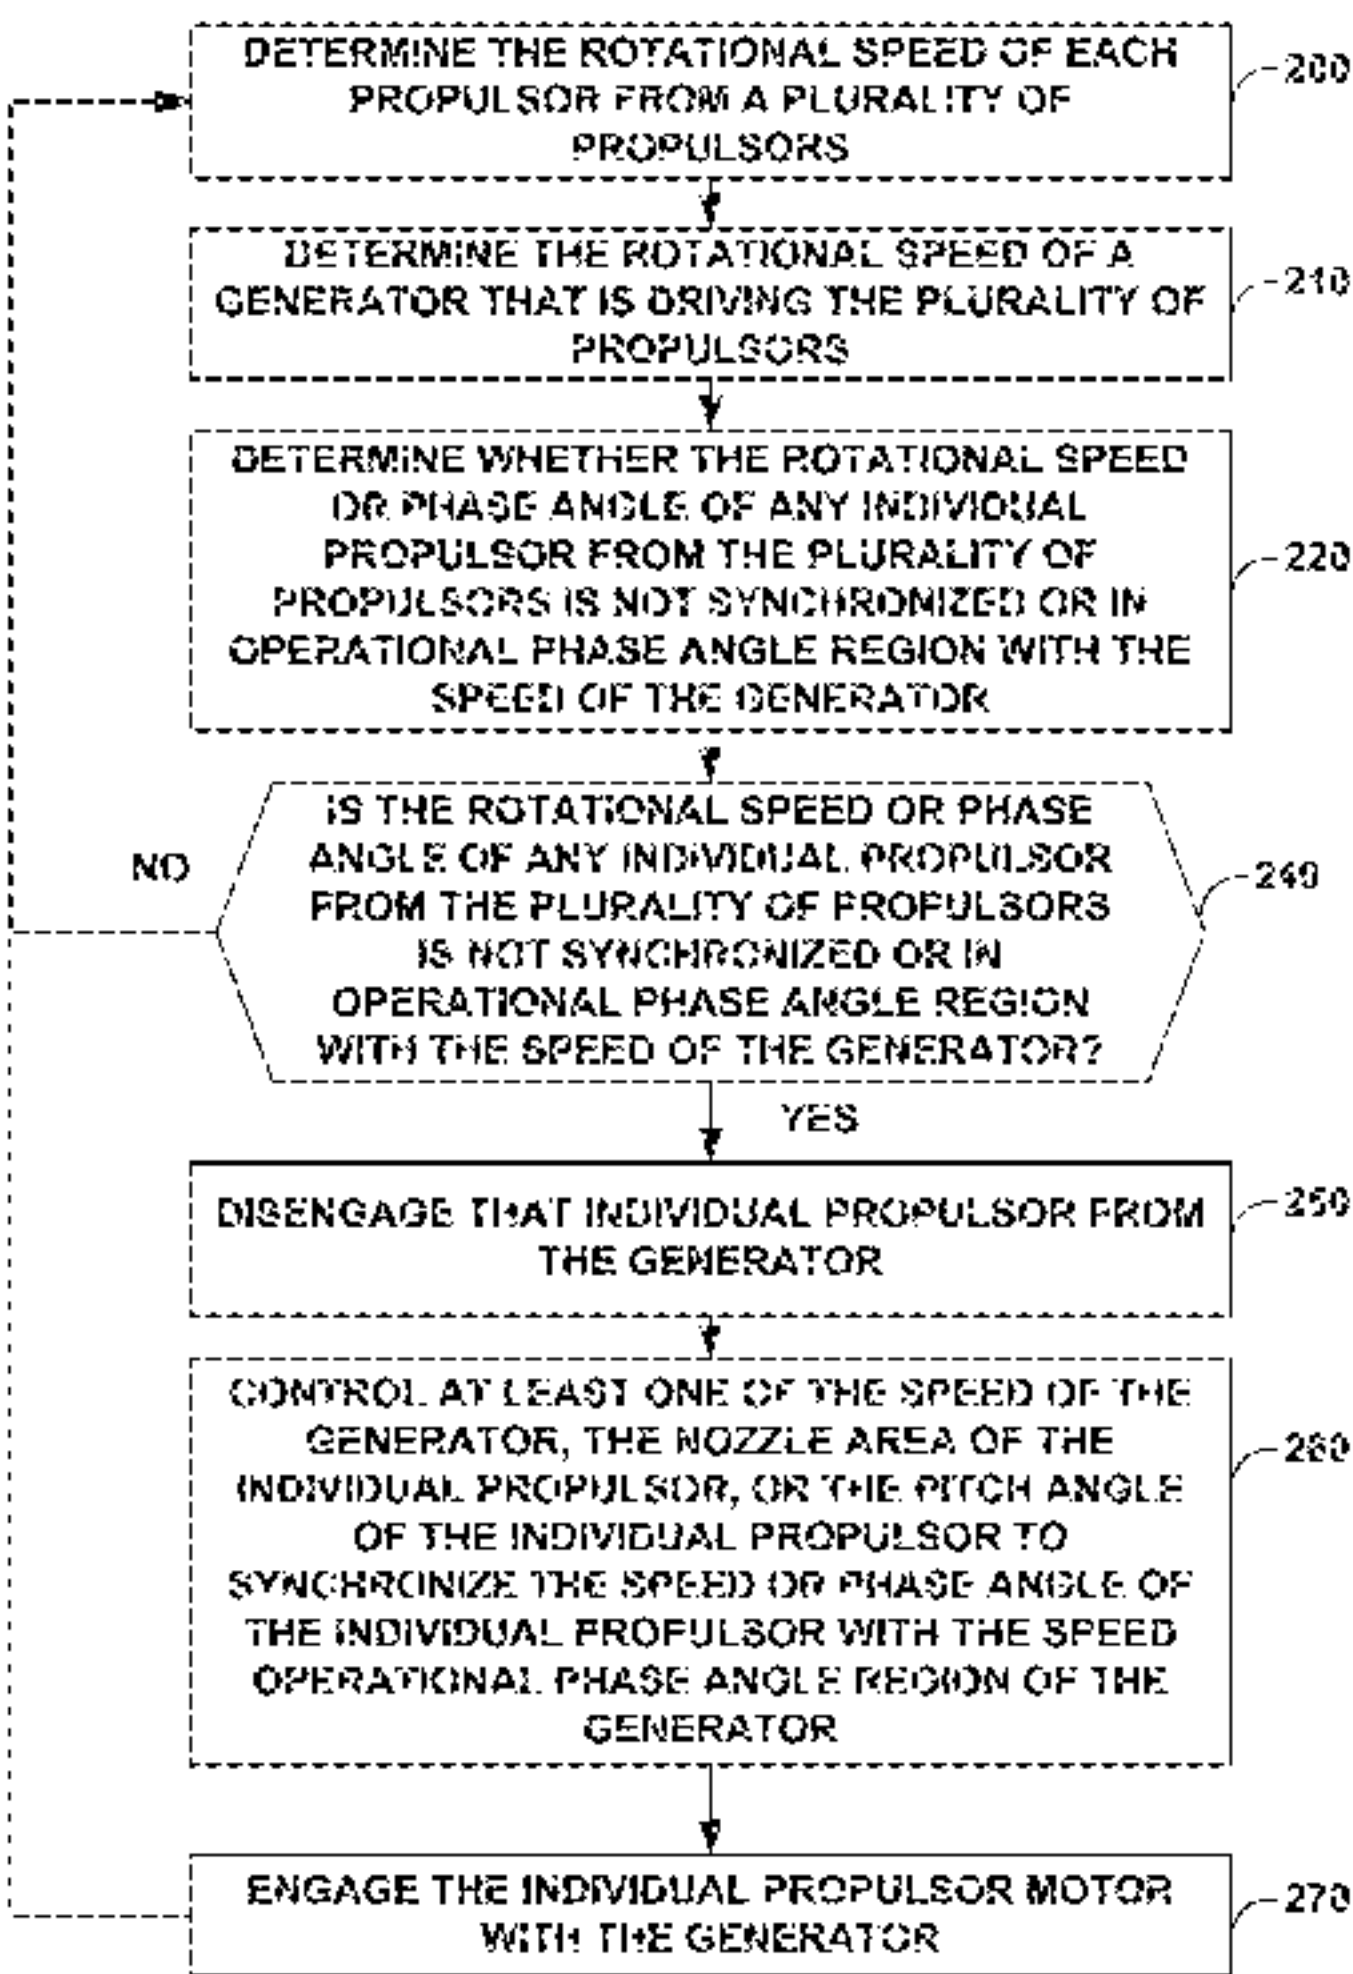 DETERMINE THE ROTATIONAL SPEED OF EACH
PROPULSOR FROM A PLURALITY OF
PROPULSORS
200
DETERMINE THE ROTATIONAL SPEED OF A
GENERATOR THAT IS DRIVING THE PLURALITY OF
PROPULSORS
210
DETERMINE WHETHER THE ROTATIONAL SPEED
OR PHASE ANGLE OF ANY INDIVIDUAL
PROPULSOR FROM THE PLURALITY OF
PROPULSORS IS NOT SYNCHRONIZED OR IN
OPERATIONAL PHASE ANGLE REGION WITH THE
SPEED OF THE GENERATOR
220
NO
IS THE ROTATIONAL SPEED OR PHASE
ANGLE OF ANY INDIVIDUAL PROPULSOR
FROM THE PLURALITY OF PROPULSORS
IS NOT SYNCHRONIZED OR IN
OPERATIONAL PHASE ANGLE REGION
WITH THE SPEED OF THE GENERATOR?
240
YES
DISENGAGE THAT INDIVIDUAL PROPULSOR FROM
THE GENERATOR
250
CONTROL AT LEAST ONE OF THE SPEED OF THE
GENERATOR, THE NOZZLE AREA OF THE
INDIVIDUAL PROPULSOR, OR THE PITCH ANGLE
OF THE INDIVIDUAL PROPULSOR TO
SYNCHRONIZE THE SPEED OR PHASE ANGLE OF
THE INDIVIDUAL PROPULSOR WITH THE SPEED
OPERATIONAL PHASE ANGLE REGION OF THE
GENERATOR
260
ENGAGE THE INDIVIDUAL PROPULSOR MOTOR
WITH THE GENERATOR
270